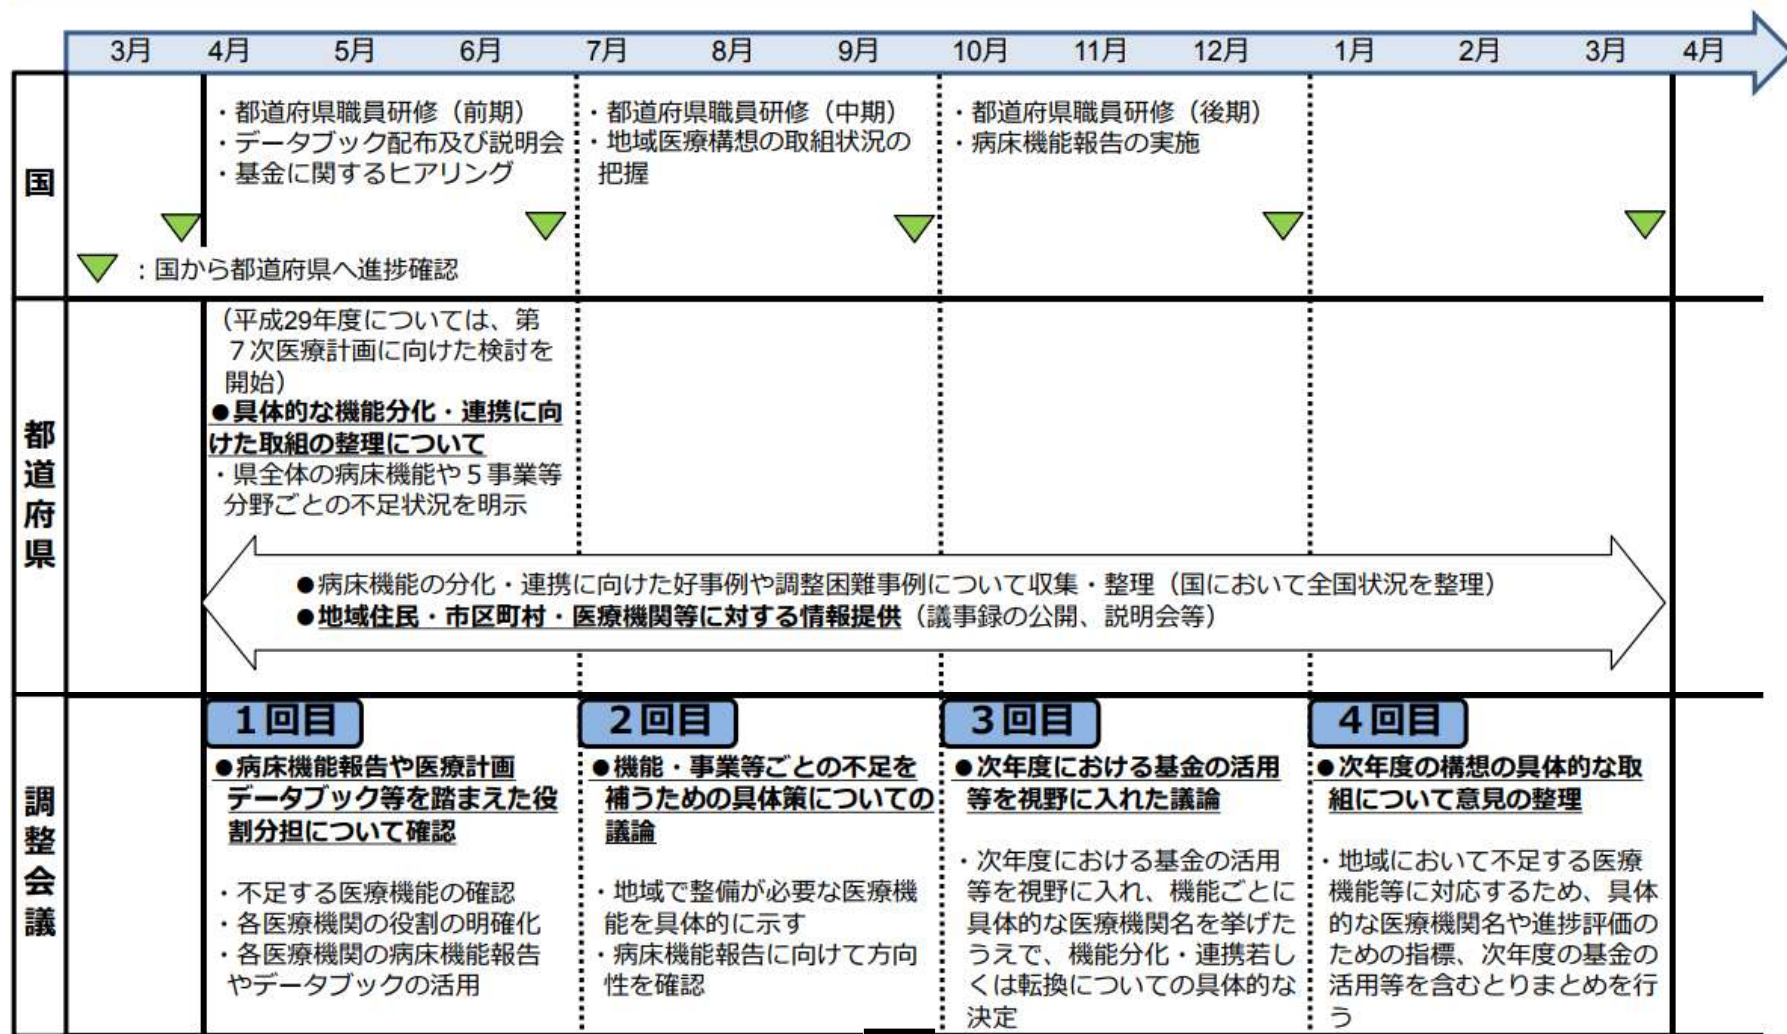 3月 4月 5月 6月 7月 8月 9月 10月 11月 12月 1月 2月 3月 4月
国
・都道府県職員研修（前期）
・データブック配布及び説明会
・基金に関するヒアリング
・都道府県職員研修（中期）
・地域医療構想の取組状況の
把握
・都道府県職員研修（後期）
・病床機能報告の実施
：国から都道府県へ進捗確認
都道府県
（平成29年度については、第
７次医療計画に向けた検討を
開始）
●具体的な機能分化・連携に向
けた取組の整理について
・県全体の病床機能や５事業等
分野ごとの不足状況を明示
●病床機能の分化・連携に向けた好事例や調整困難事例について収集・整理（国において全国状況を整理）
●地域住民・市区町村・医療機関等に対する情報提供（議事録の公開、説明会等）
調整会議
１回目
●病床機能報告や医療計画
データブック等を踏まえた役
割分担について確認
・不足する医療機能の確認
・各医療機関の役割の明確化
・各医療機関の病床機能報告
やデータブックの活用
２回目
●機能・事業等ごとの不足を
補うための具体策についての
議論
・地域で整備が必要な医療機
能を具体的に示す
・病床機能報告に向けて方向
性を確認
３回目
●次年度における基金の活用
等を視野に入れた議論
・次年度における基金の活用
等を視野に入れ、機能ごとに
具体的な医療機関名を挙げた
うえで、機能分化・連携若し
くは転換についての具体的な
決定
４回目
●次年度の構想の具体的な取
組について意見の整理
・地域において不足する医療
機能等に対応するため、具体
的な医療機関名や進捗評価の
ための指標、次年度の基金の
活用等を含むとりまとめを行
う